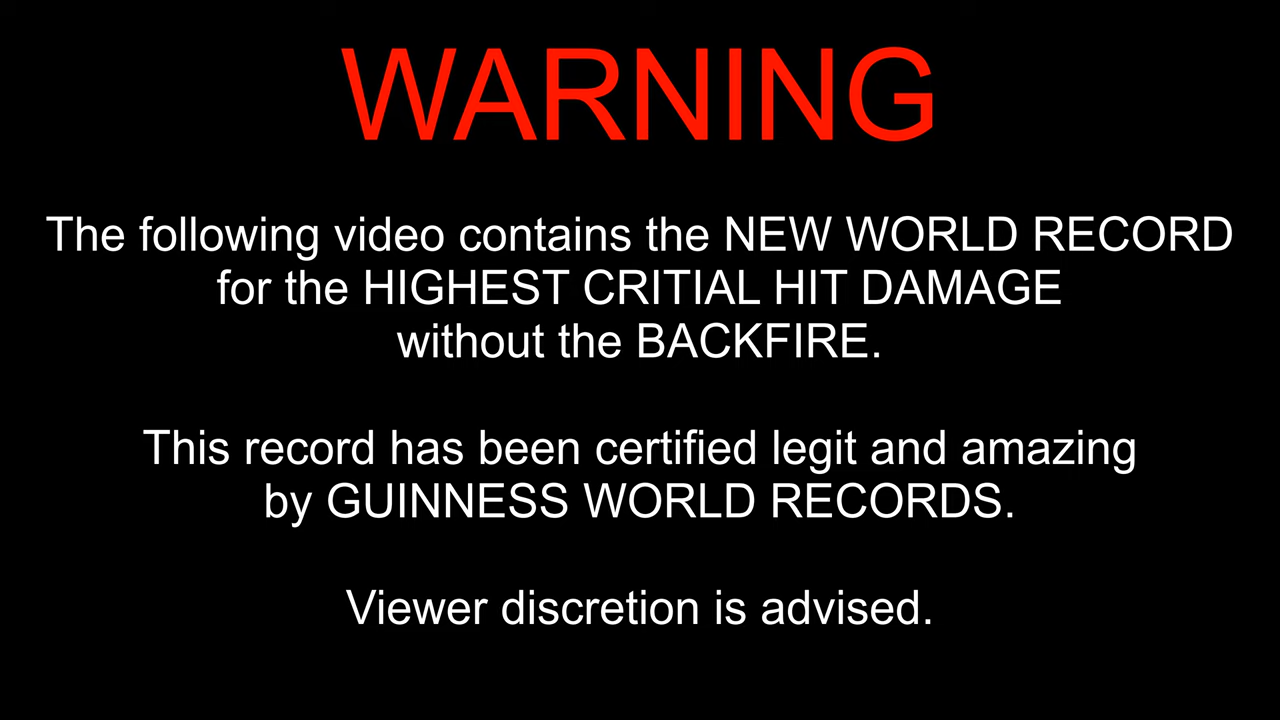 WARNING
The following video contains the NEW WORLD RECORD
for the HIGHEST CRITIAL HIT DAMAGE
without the BACKFIRE.
This record has been certified legit and amazing
by GUINNESS WORLD RECORDS.
Viewer discretion is advised.